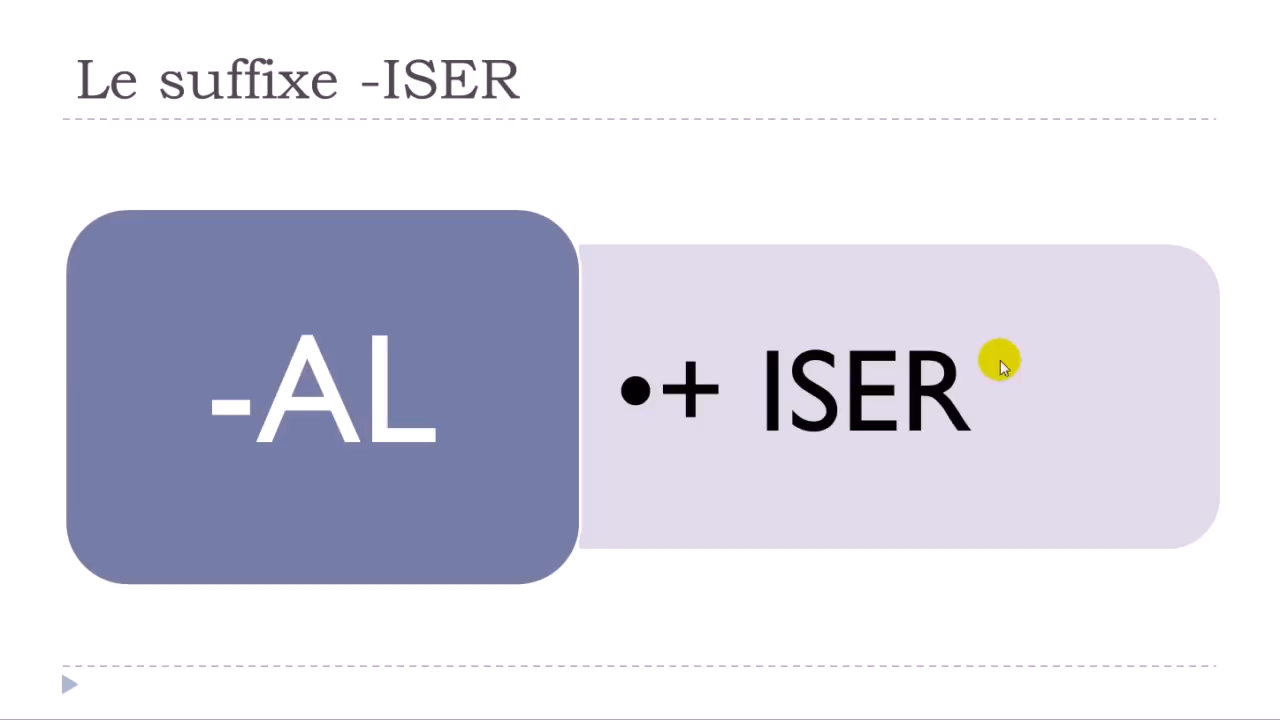 Le suffixe -ISER
-AL
•+ ISER